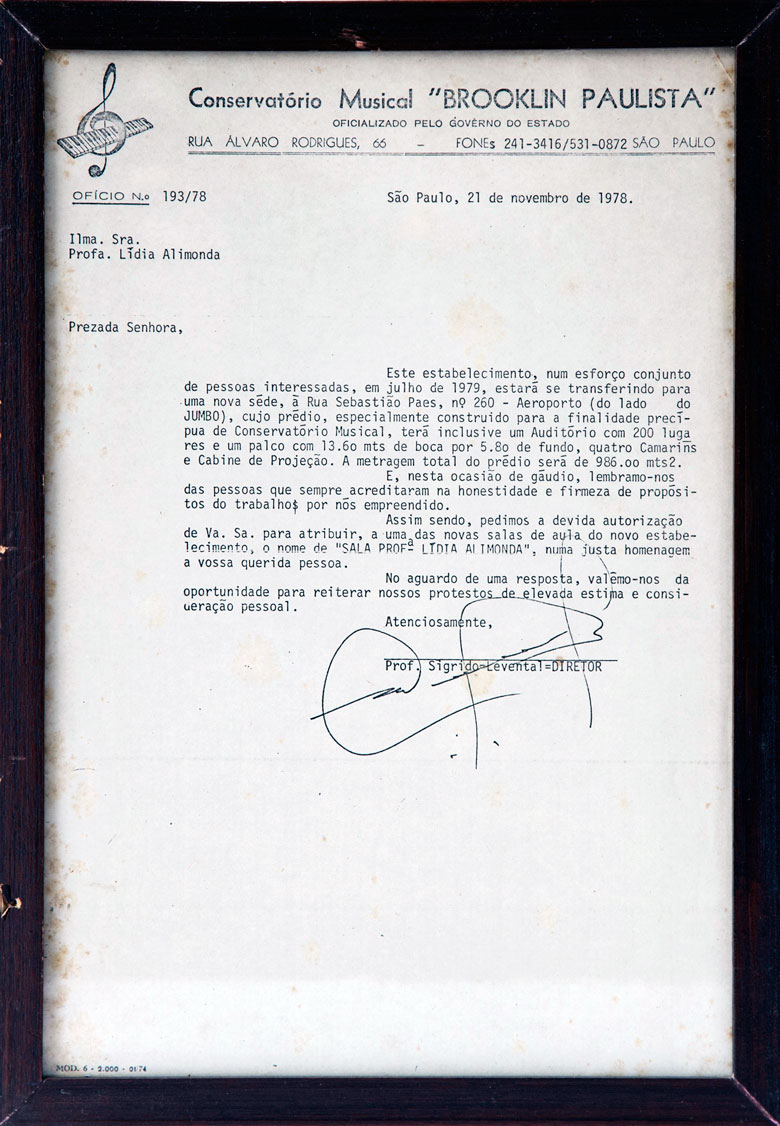 Conservatório Musical "BROOKLIN PAULISTA"
OFICIALIZADO PELO GOVÊRNO DO ESTADO
RUA ÁLVARO RODRIGUES, 66 – FONEs 241-3416/531-0872 SÃO PAULO
OFÍCIO N.o 193/78 São Paulo, 21 de novembro de 1978.
Ilma. Sra.
Profa. Lídia Alimonda
Prezada Senhora,
Este estabelecimento, num esforço conjunto
de pessoas interessadas, em julho de 1979, estará se transferindo para
uma nova séde, à Rua Sebastião Paes, nº 260 - Aeroporto (do lado do
JUMBO), cujo prédio, especialmente construido para a finalidade precí-
pua de Conservatório Musical, terá inclusive um Auditório com 200 luga
res e um palco com 13.6o mts de boca por 5.8o de fundo, quatro Camarins
e Cabine de Projeção. A metragem total do prédio será de 986.oo mts2.
E, nesta ocasião de gáudio, lembramo-nos
das pessoas que sempre acreditaram na honestidade e firmeza de propósi-
tos do trabalhos por nós empreendido.
Assim sendo, pedimos a devida autorização
de Va. Sa. para atribuir, a uma das novas salas de aula do novo estabe-
lecimento, o nome de "SALA PROFª LÍDIA ALIMONDA", numa justa homenagem
a vossa querida pessoa.
No aguardo de uma resposta, valêmo-nos da
oportunidade para reiterar nossos protestos de elevada estima e consi-
deração pessoal.
Atenciosamente,
Prof. Sigrido=Levental=DIRETOR
MOD. 6 - 2.000 - 01/74